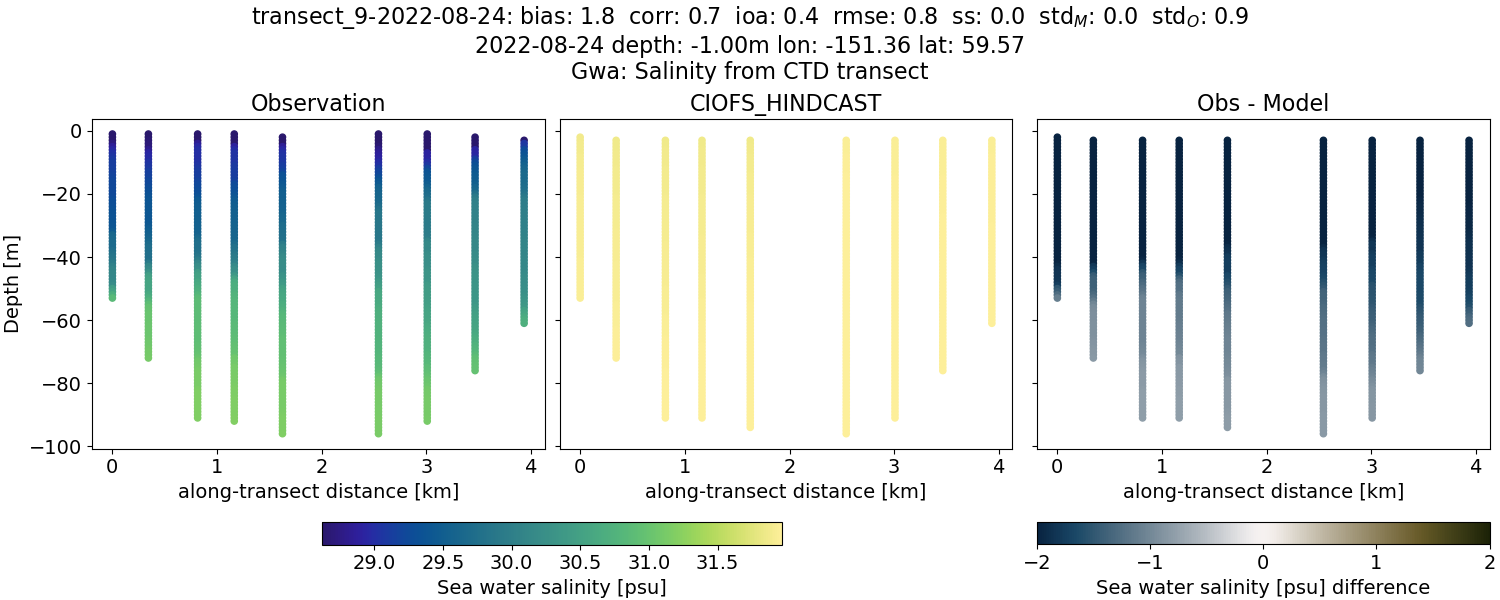 transect_9-2022-08-24: bias: 1.8  corr: 0.7  ioa: 0.4  rmse: 0.8  ss: 0.0  std_M: 0.0  std_O: 0.9
2022-08-24 depth: -1.00m lon: -151.36 lat: 59.57
Gwa: Salinity from CTD transect
Observation
CIOFS_HINDCAST
Obs - Model
Depth [m]
0
−20
−40
−60
−80
−100
0 1 2 3 4
along-transect distance [km]
0 1 2 3 4
along-transect distance [km]
0 1 2 3 4
along-transect distance [km]
29.0 29.5 30.0 30.5 31.0 31.5
Sea water salinity [psu]
−2 −1 0 1 2
Sea water salinity [psu] difference